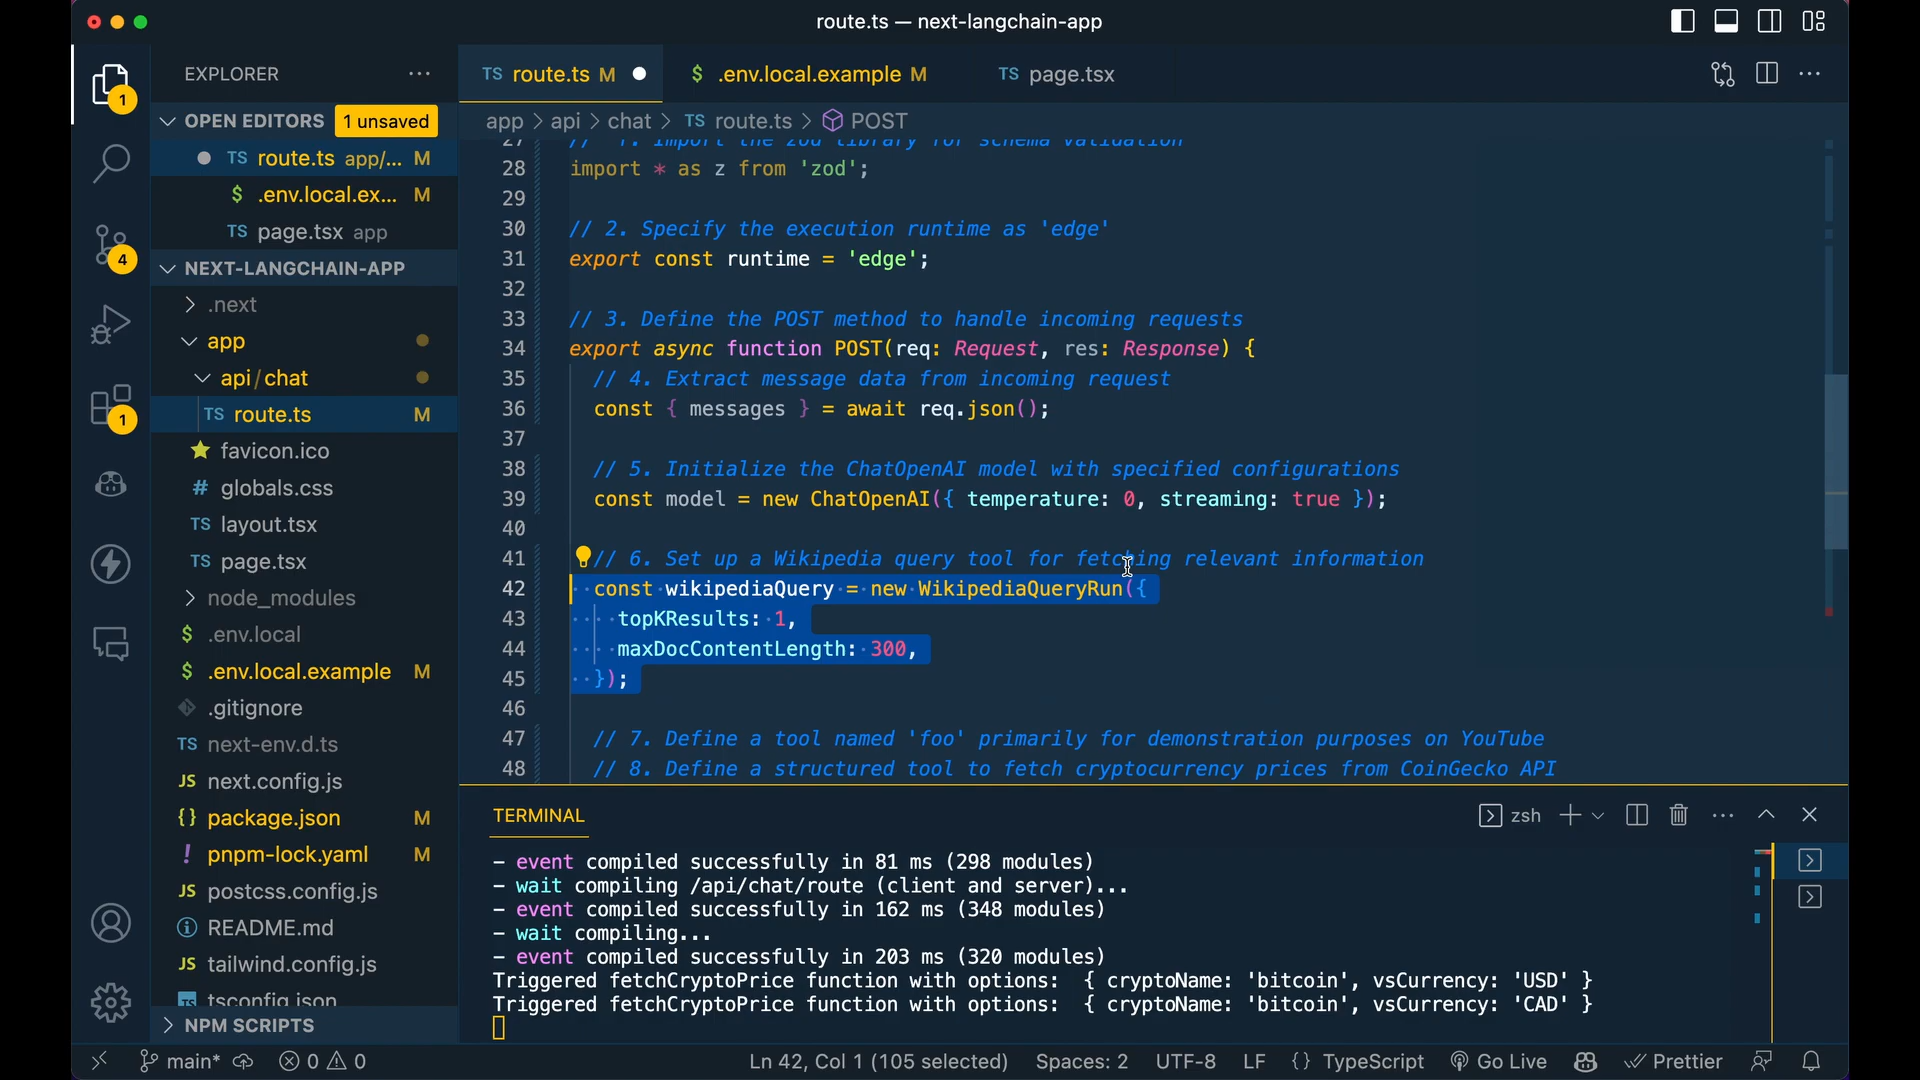 route.ts — next-langchain-app
EXPLORER
OPEN EDITORS 1 unsaved
TS route.ts app/... M
$ .env.local.ex... M
TS page.tsx app
NEXT-LANGCHAIN-APP
.next
app
api/chat
TS route.ts M
favicon.ico
# globals.css
TS layout.tsx
TS page.tsx
node_modules
$ .env.local
$ .env.local.example M
.gitignore
TS next-env.d.ts
JS next.config.js
{} package.json M
! pnpm-lock.yaml M
JS postcss.config.js
README.md
JS tailwind.config.js
TS tsconfig.json
NPM SCRIPTS
1
4
1
TS route.ts M
$ .env.local.example M
TS page.tsx
app > api > chat > TS route.ts > POST
27 // 1. Import the zod library for schema validation
28 import * as z from 'zod';
29
30 // 2. Specify the execution runtime as 'edge'
31 export const runtime = 'edge';
32
33 // 3. Define the POST method to handle incoming requests
34 export async function POST(req: Request, res: Response) {
35 // 4. Extract message data from incoming request
36 const { messages } = await req.json();
37
38 // 5. Initialize the ChatOpenAI model with specified configurations
39 const model = new ChatOpenAI({ temperature: 0, streaming: true });
40
41 // 6. Set up a Wikipedia query tool for fetching relevant information
42 const wikipediaQuery = new WikipediaQueryRun({
43 topKResults: 1,
44 maxDocContentLength: 300,
45 });
46
47 // 7. Define a tool named 'foo' primarily for demonstration purposes on YouTube
48 // 8. Define a structured tool to fetch cryptocurrency prices from CoinGecko API
TERMINAL
zsh
- event compiled successfully in 81 ms (298 modules)
- wait compiling /api/chat/route (client and server)...
- event compiled successfully in 162 ms (348 modules)
- wait compiling...
- event compiled successfully in 203 ms (320 modules)
Triggered fetchCryptoPrice function with options: { cryptoName: 'bitcoin', vsCurrency: 'USD' }
Triggered fetchCryptoPrice function with options: { cryptoName: 'bitcoin', vsCurrency: 'CAD' }
main* 0 0 Ln 42, Col 1 (105 selected) Spaces: 2 UTF-8 LF {} TypeScript Go Live Prettier